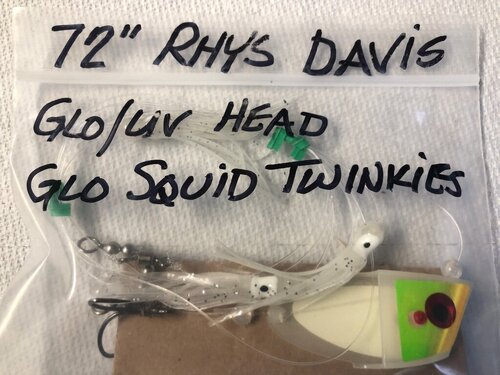 72" RHYS DAVIS
GLO/UV HEAD
GLO SQUID TWINKIES